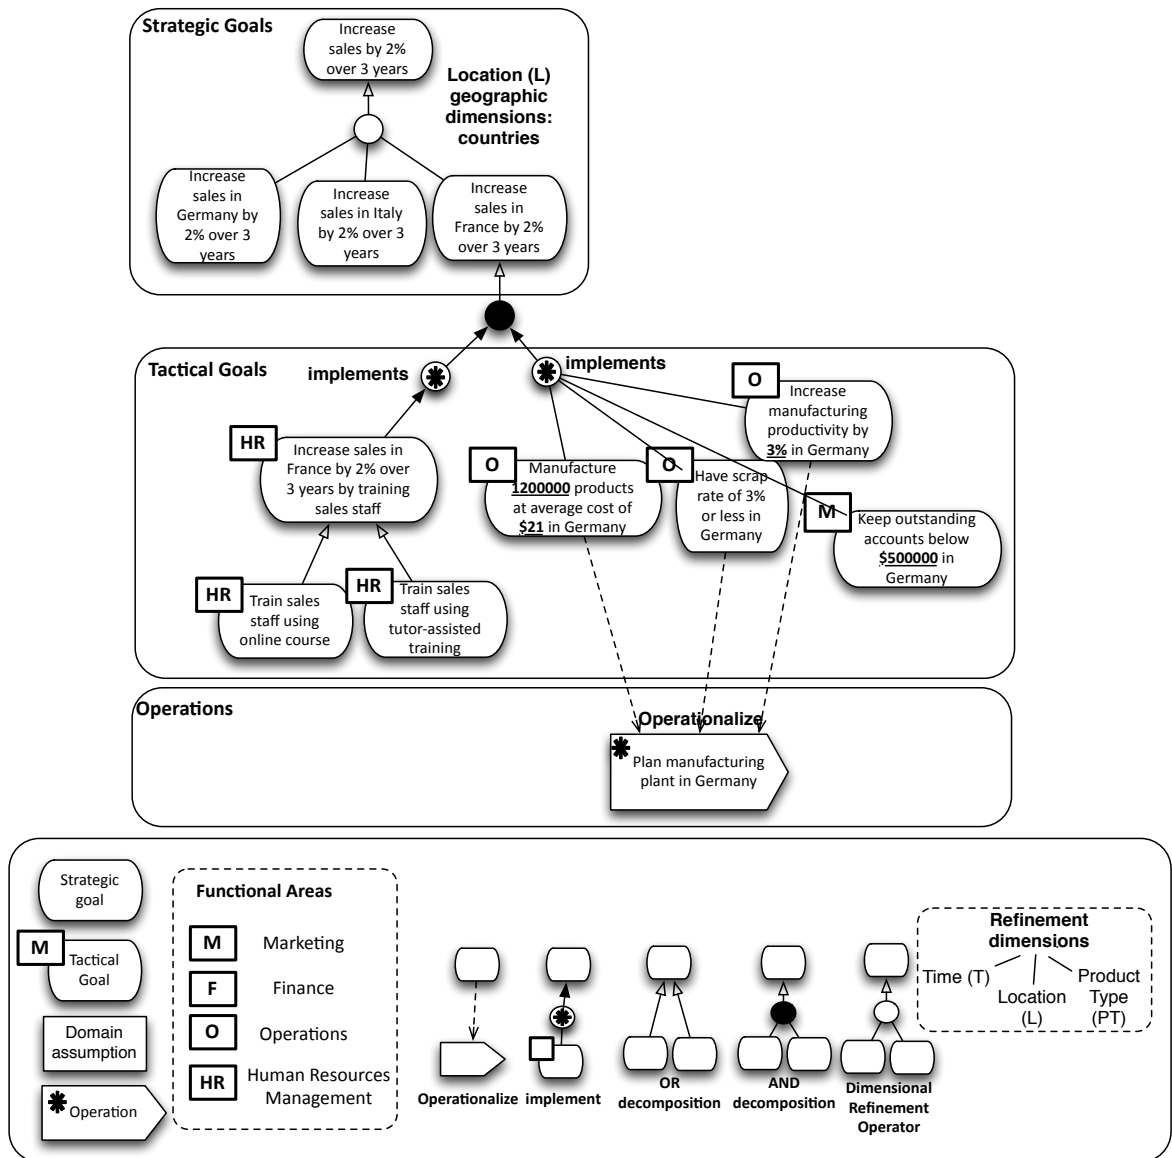 Strategic Goals
Increase
sales by 2%
over 3 years
Location (L)
geographic
dimensions:
countries
Increase
sales in
Germany by
2% over 3
years
Increase
sales in Italy
by 2% over 3
years
Increase
sales in
France by 2%
over 3 years
Tactical Goals
implements
implements
HR
Increase sales in
France by 2% over
3 years by training
sales staff
O
Manufacture
1200000 products
at average cost of
$21 in Germany
O
Have scrap
rate of 3%
or less in
Germany
O
Increase
manufacturing
productivity by
3% in Germany
M
Keep outstanding
accounts below
$500000 in
Germany
HR
Train sales
staff using
online course
HR
Train sales
staff using
tutor-assisted
training
Operations
Operationalize
Plan manufacturing
plant in Germany
Strategic
goal
M
Tactical
Goal
Domain
assumption
Operation
Functional Areas
M
Marketing
F
Finance
O
Operations
HR
Human Resources
Management
Operationalize
implement
OR
decomposition
AND
decomposition
Dimensional
Refinement
Operator
Refinement
dimensions
Time (T)
Location
(L)
Product
Type
(PT)